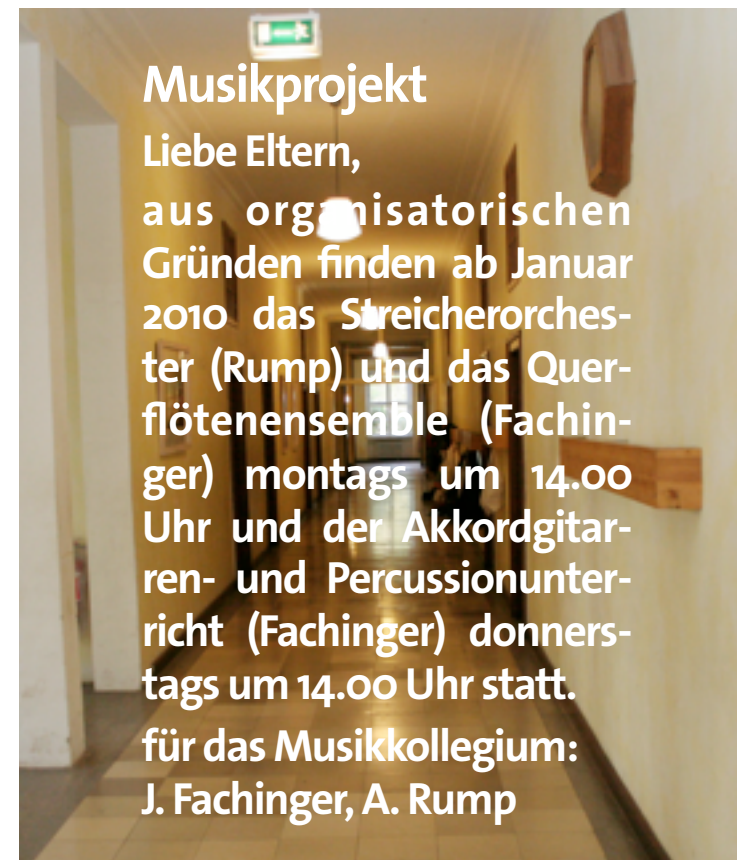 Musikprojekt
Liebe Eltern,
aus organisatorischen
Gründen finden ab Januar
2010 das Streicherorches-
ter (Rump) und das Quer-
flötenensemble (Fachin-
ger) montags um 14.00
Uhr und der Akkordgitar-
ren- und Percussionunter-
richt (Fachinger) donners-
tags um 14.00 Uhr statt.
für das Musikkollegium:
J. Fachinger, A. Rump